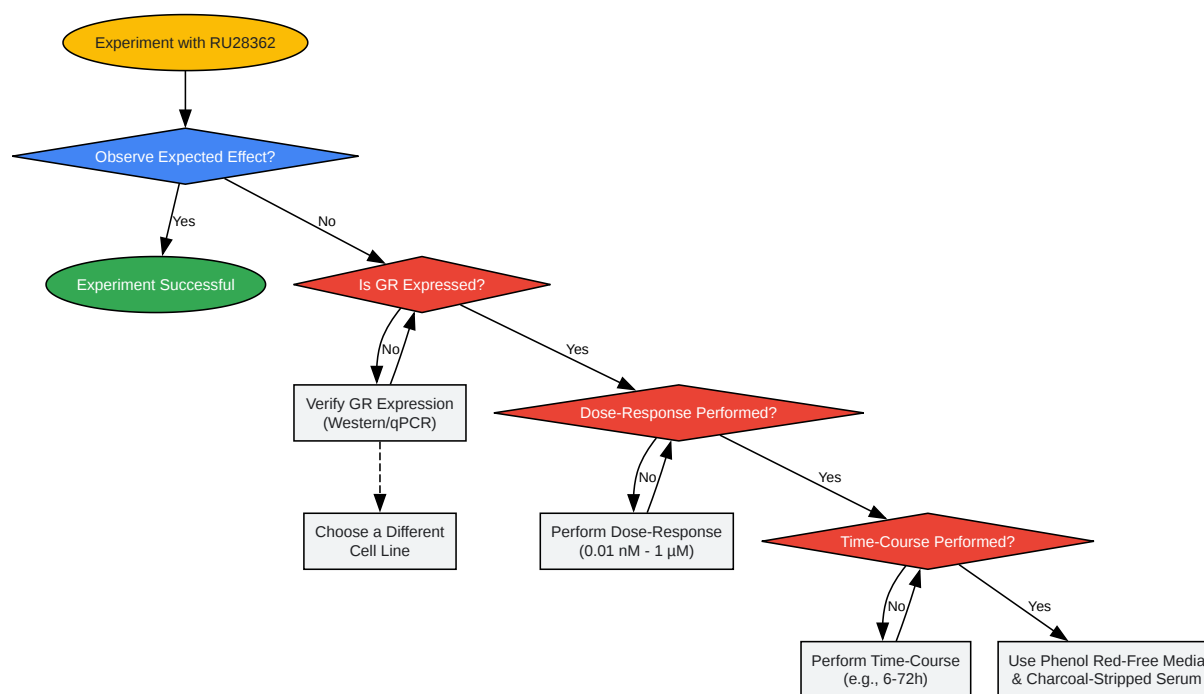 Experiment with RU28362
Observe Expected Effect?
Yes
No
Experiment Successful
Is GR Expressed?
No
Yes
Verify GR Expression
(Western/qPCR)
Dose-Response Performed?
No
Yes
Choose a Different
Cell Line
Perform Dose-Response
(0.01 nM - 1 µM)
Time-Course Performed?
No
Yes
Perform Time-Course
(e.g., 6-72h)
Use Phenol Red-Free Media
& Charcoal-Stripped Serum